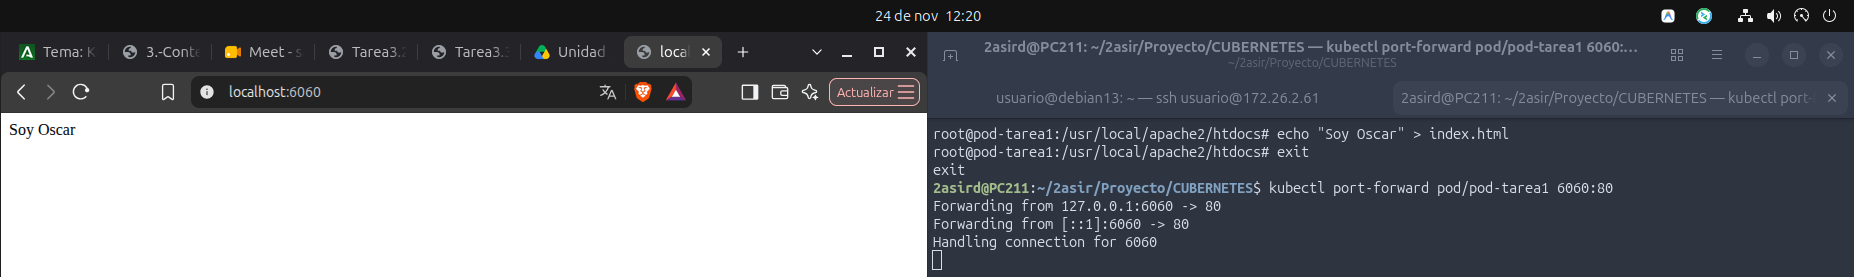 24 de nov 12:20
Tema: K
3.-Conte
Meet - s
Tarea3.2
Tarea3.3
Unidad
local
localhost:6060
Actualizar
Soy Oscar
2asird@PC211: ~/2asir/Proyecto/CUBERNETES — kubectl port-forward pod/pod-tarea1 6060:...
~/2asir/Proyecto/CUBERNETES
usuario@debian13: ~ — ssh usuario@172.26.2.61
2asird@PC211: ~/2asir/Proyecto/CUBERNETES — kubectl port-
root@pod-tarea1:/usr/local/apache2/htdocs# echo "Soy Oscar" > index.html
root@pod-tarea1:/usr/local/apache2/htdocs# exit
exit
2asird@PC211:~/2asir/Proyecto/CUBERNETES$ kubectl port-forward pod/pod-tarea1 6060:80
Forwarding from 127.0.0.1:6060 -> 80
Forwarding from [::1]:6060 -> 80
Handling connection for 6060